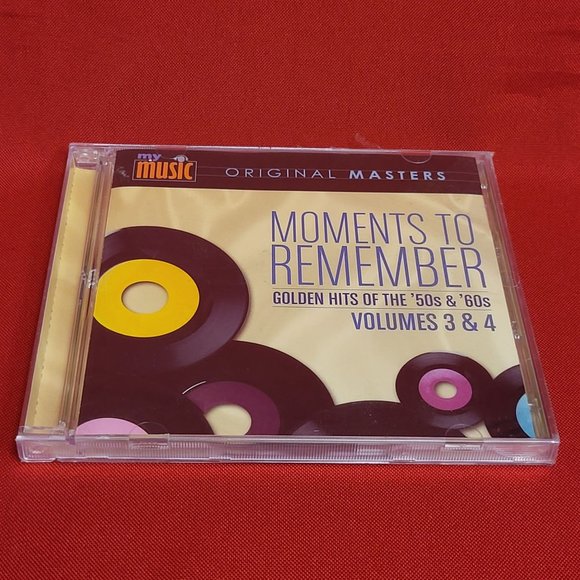 my music ORIGINAL MASTERS
MOMENTS TO
REMEMBER
GOLDEN HITS OF THE '50s & '60s
VOLUMES 3 & 4